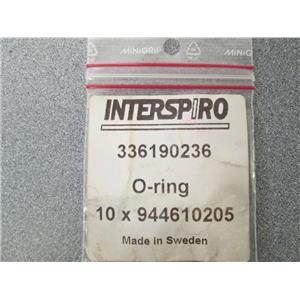 MINIGRIP
MINIGRIP
INTERSPIRO
336190236
O-ring
10 x 944610205
Made in Sweden